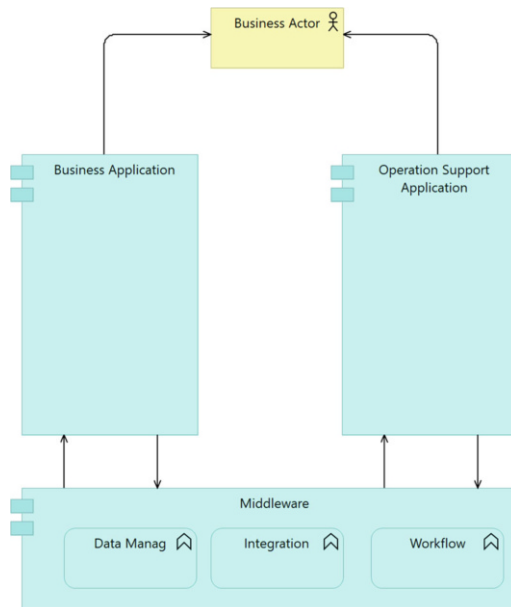 Business Actor
Business Application
Operation Support
Application
Middleware
Data Manag
Integration
Workflow